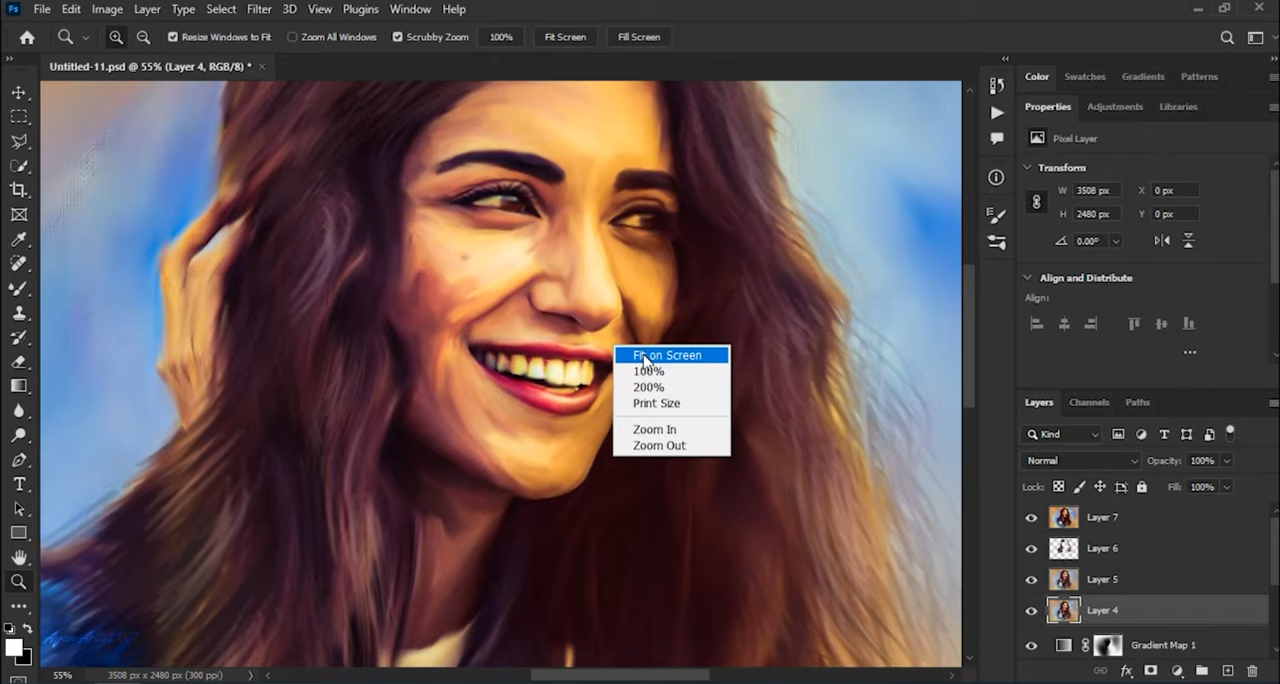 Ps File Edit Image Layer Type Select Filter 3D View Plugins Window Help
Resize Windows to Fit Zoom All Windows Scrubby Zoom 100% Fit Screen Fill Screen
Untitled-11.psd @ 55% (Layer 4, RGB/8) *
Color Swatches Gradients Patterns
Properties Adjustments Libraries
Pixel Layer
Transform
W 3508 px X 0 px
H 2480 px Y 0 px
0.00°
Align and Distribute
Align:
Fit on Screen
100%
200%
Print Size
Zoom In
Zoom Out
Layers Channels Paths
Kind
Normal Opacity: 100%
Lock: Fill: 100%
Layer 7
Layer 6
Layer 5
Layer 4
Gradient Map 1
55% 3508 px x 2480 px (300 ppi)